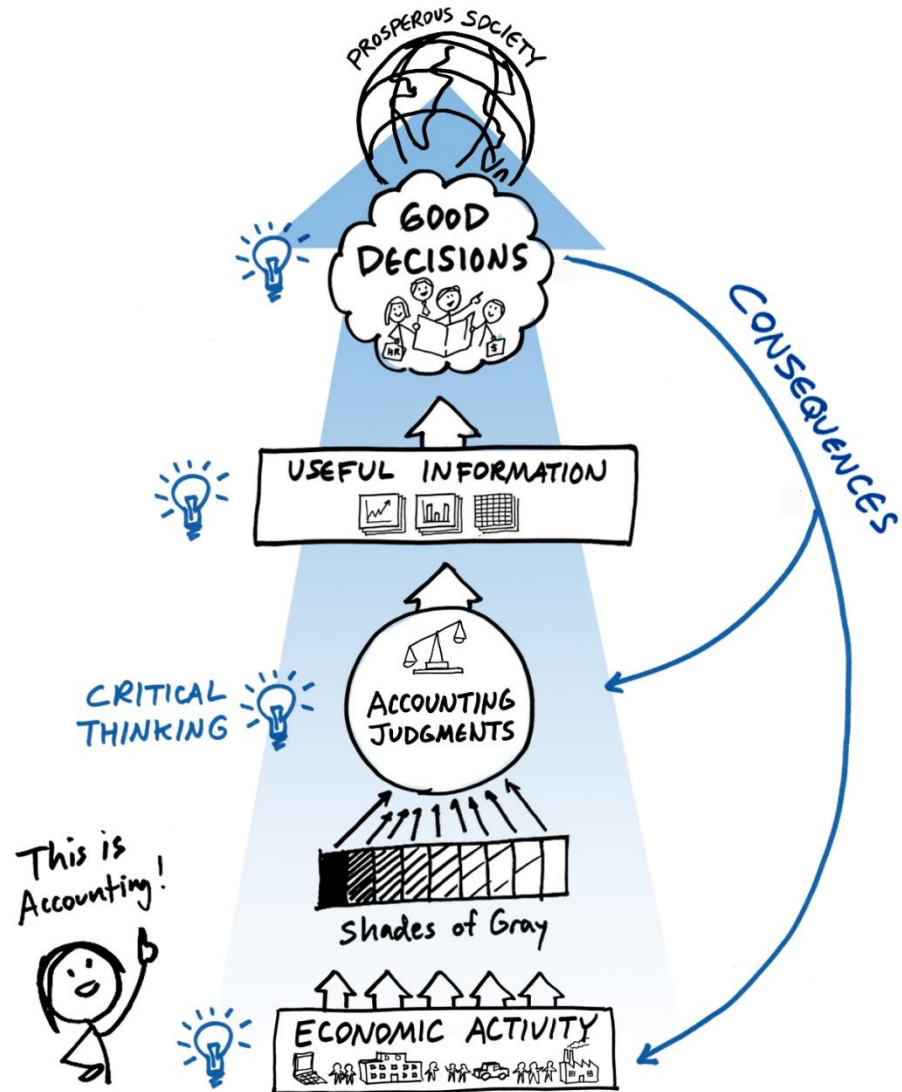 PROSPEROUS SOCIETY
GOOD
DECISIONS
HR
$
CONSEQUENCES
USEFUL INFORMATION
CRITICAL
THINKING
ACCOUNTING
JUDGMENTS
This is
Accounting!
Shades of Gray
ECONOMIC ACTIVITY